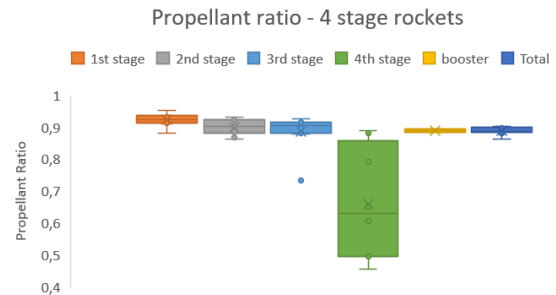 Propellant ratio - 4 stage rockets
1st stage 2nd stage 3rd stage 4th stage booster Total
Propellant Ratio
1
0,9
0,8
0,7
0,6
0,5
0,4